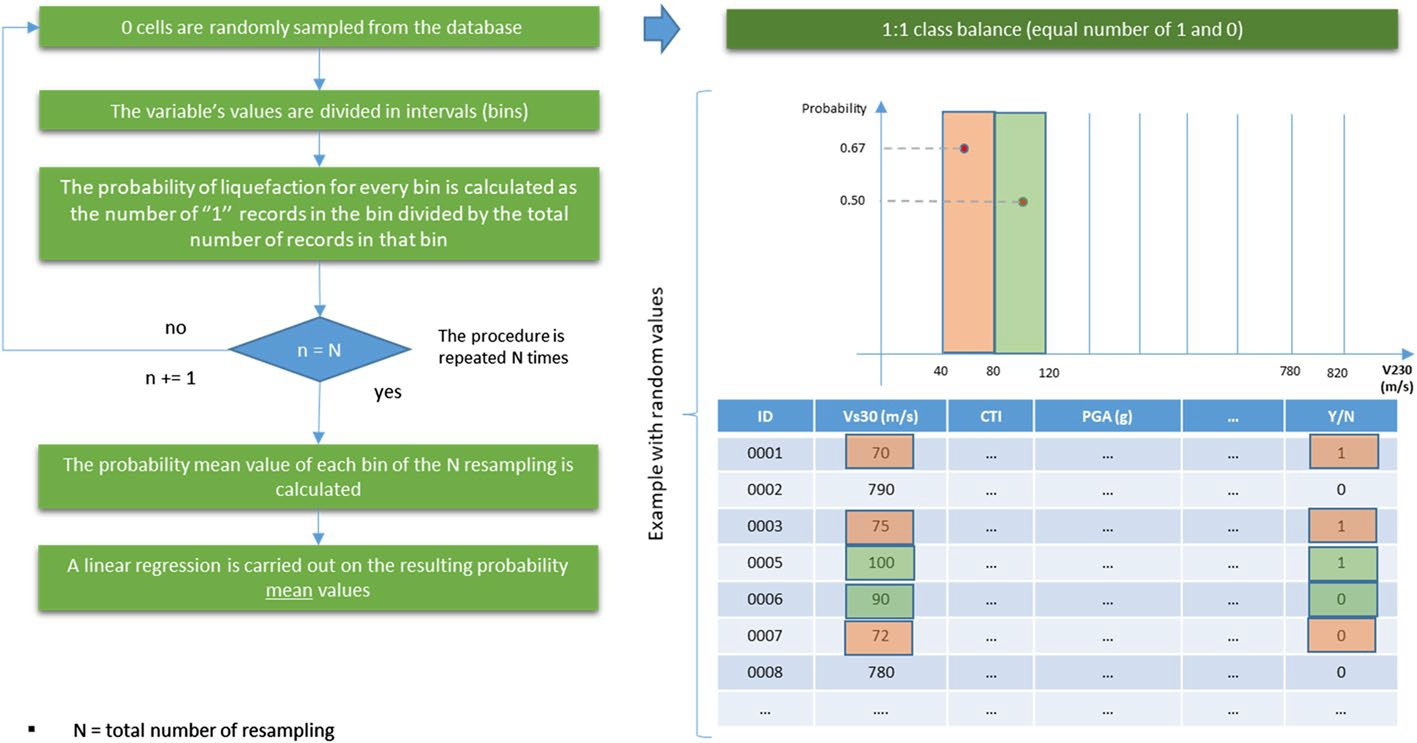 0 cells are randomly sampled from the database
The variable’s values are divided in intervals (bins)
The probability of liquefaction for every bin is calculated as
the number of “1” records in the bin divided by the total
number of records in that bin
no
n = N
The procedure is
repeated N times
n += 1
yes
The probability mean value of each bin of the N resampling is
calculated
A linear regression is carried out on the resulting probability
mean values
▪ N = total number of resampling
1:1 class balance (equal number of 1 and 0)
Example with random values
Probability
0.67
0.50
40 80 120 780 820 V230
(m/s)
ID Vs30 (m/s) CTI PGA (g) ... Y/N
0001 70 ... ... ... 1
0002 790 ... ... ... 0
0003 75 ... ... ... 1
0005 100 ... ... ... 1
0006 90 ... ... ... 0
0007 72 ... ... ... 0
0008 780 ... ... ... 0
... .... ... ... ... ...